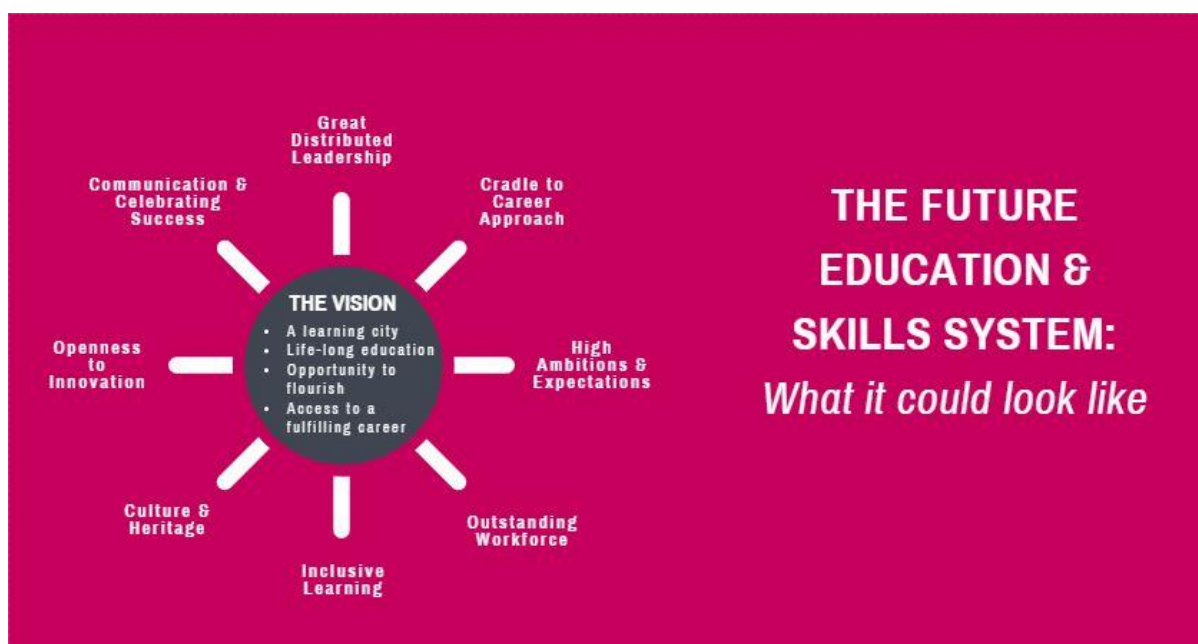 Great
Distributed
Leadership
Communication &
Celebrating
Success
Cradle to
Career
Approach
THE VISION
• A learning city
• Life-long education
• Opportunity to
flourish
• Access to a
fulfilling career
Openness
to
Innovation
High
Ambitions &
Expectations
Culture &
Heritage
Outstanding
Workforce
Inclusive
Learning
THE FUTURE
EDUCATION &
SKILLS SYSTEM:
What it could look like